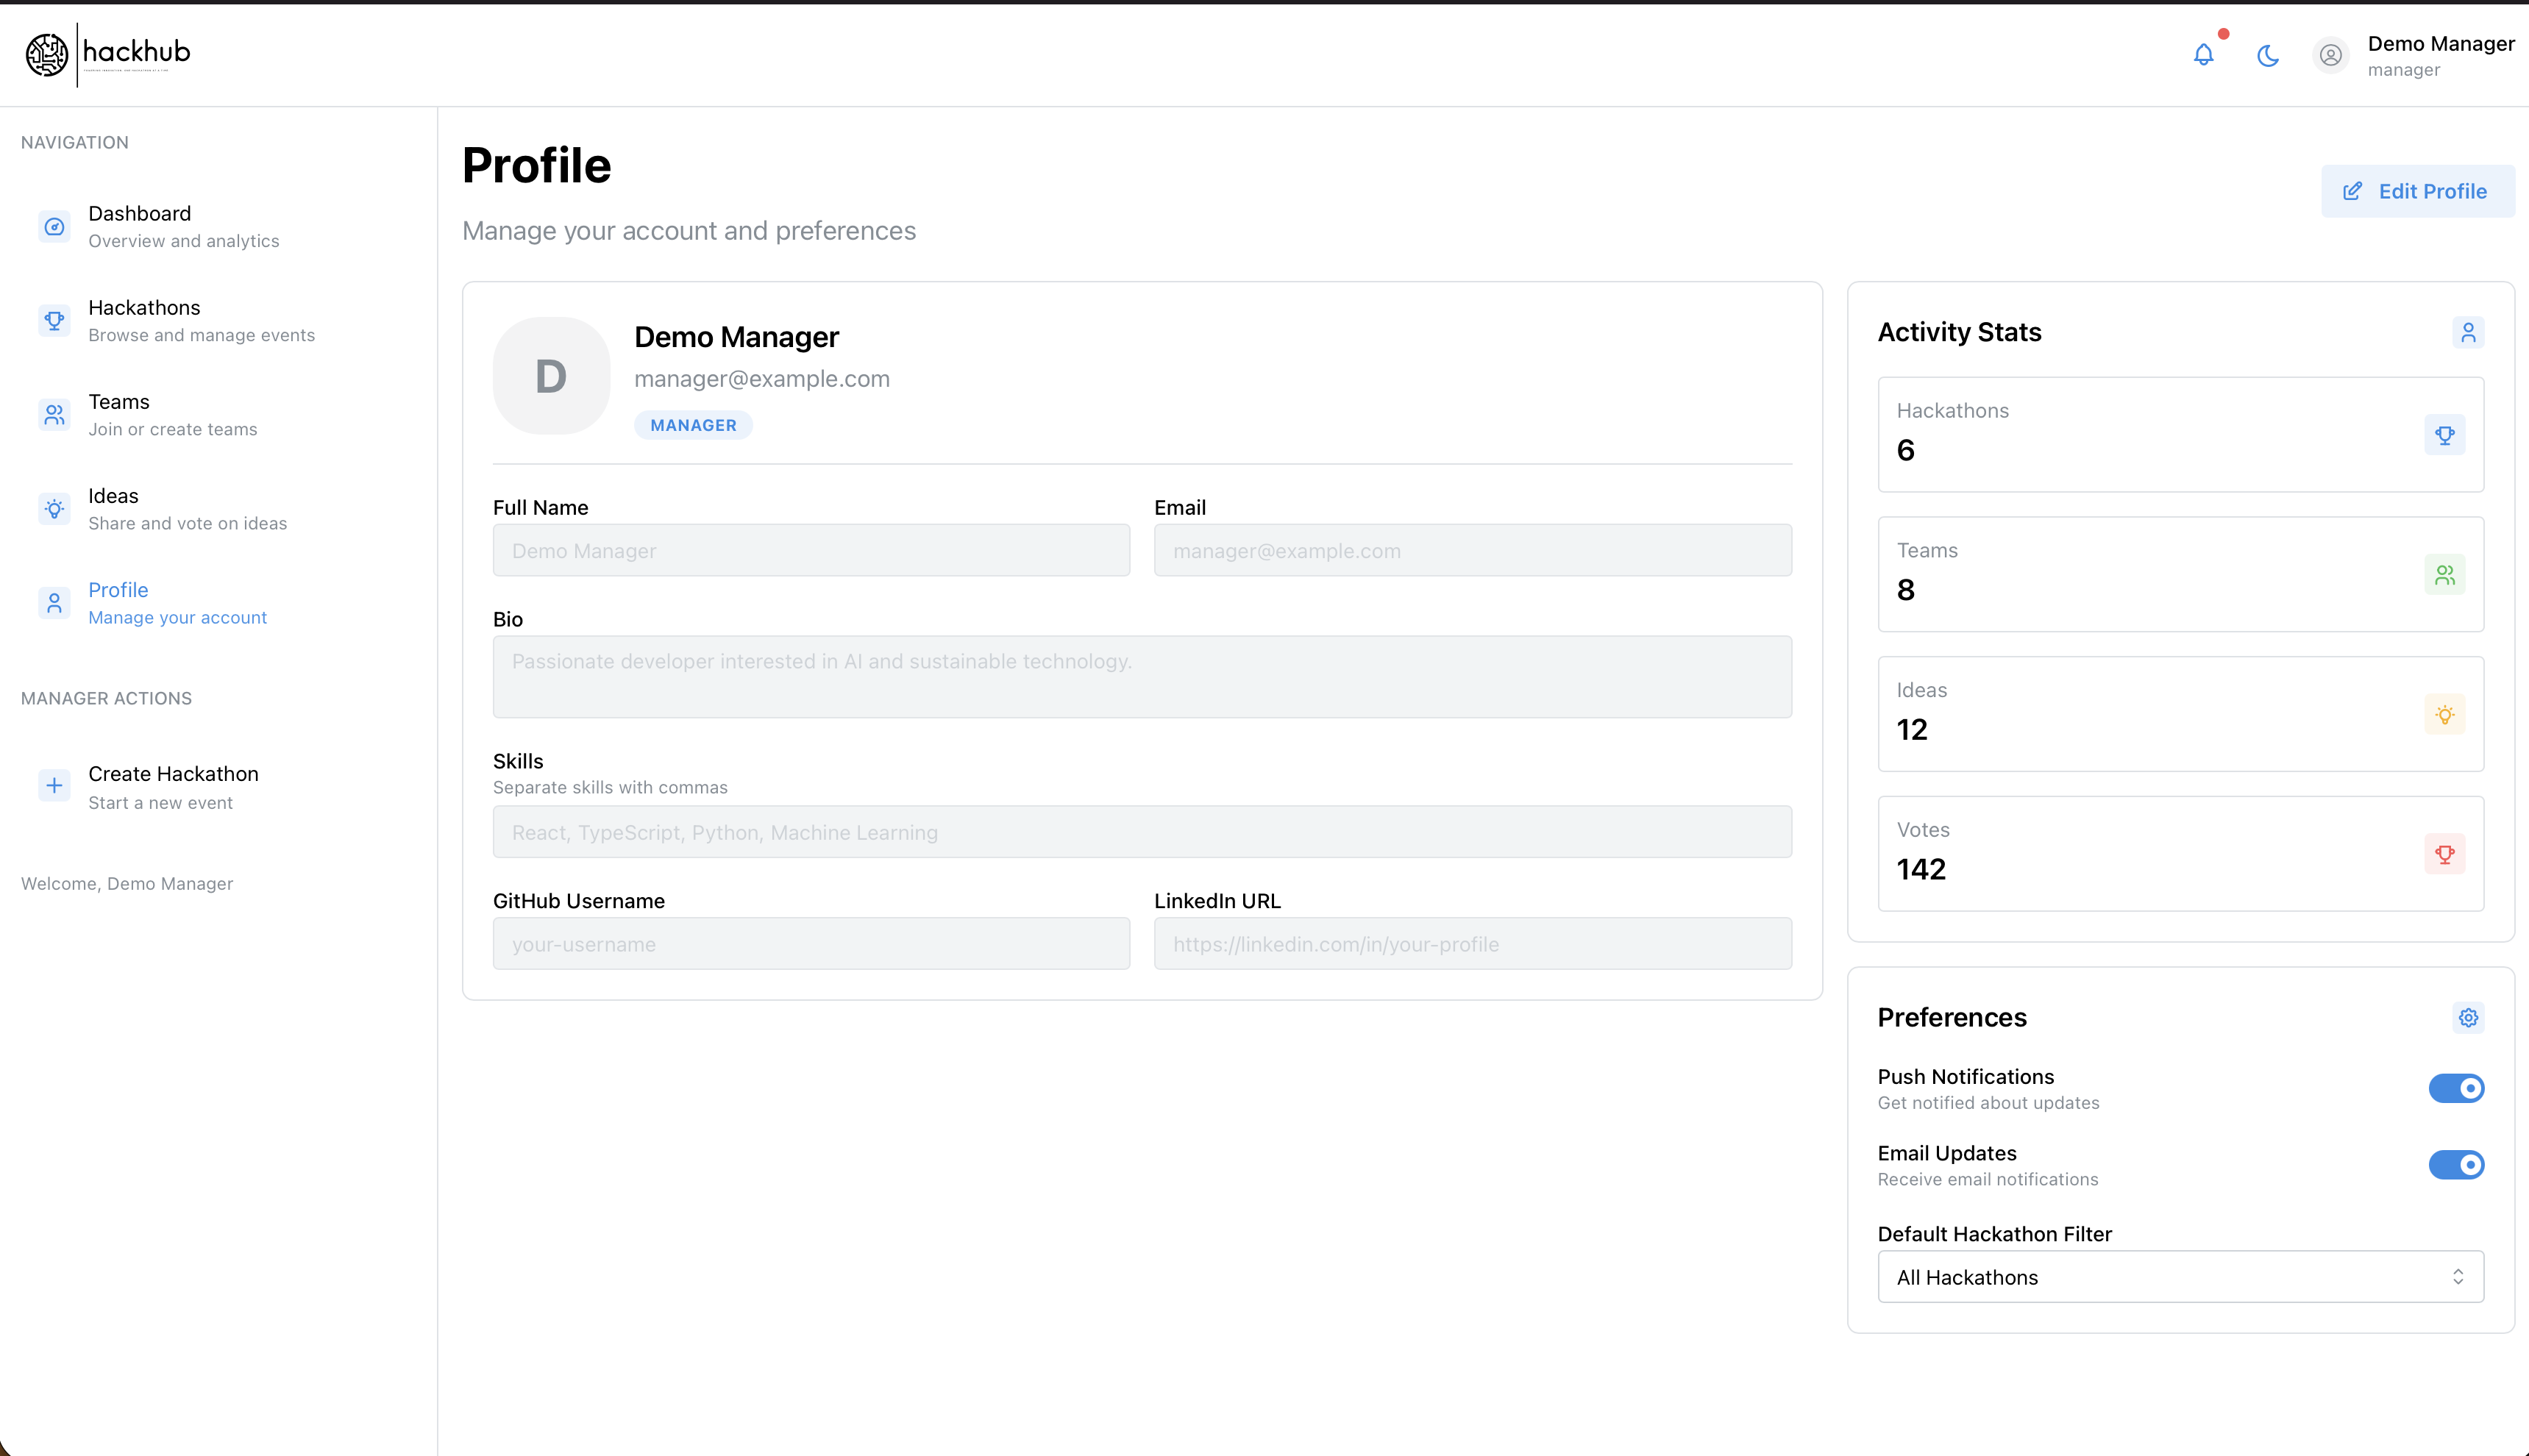 hackhub
Demo Manager
manager
NAVIGATION
Dashboard
Overview and analytics
Hackathons
Browse and manage events
Teams
Join or create teams
Ideas
Share and vote on ideas
Profile
Manage your account
MANAGER ACTIONS
Create Hackathon
Start a new event
Welcome, Demo Manager
Profile
Manage your account and preferences
Edit Profile
D
Demo Manager
manager@example.com
MANAGER
Full Name
Demo Manager
Email
manager@example.com
Bio
Passionate developer interested in AI and sustainable technology.
Skills
Separate skills with commas
React, TypeScript, Python, Machine Learning
GitHub Username
your-username
LinkedIn URL
https://linkedin.com/in/your-profile
Activity Stats
Hackathons
6
Teams
8
Ideas
12
Votes
142
Preferences
Push Notifications
Get notified about updates
Email Updates
Receive email notifications
Default Hackathon Filter
All Hackathons